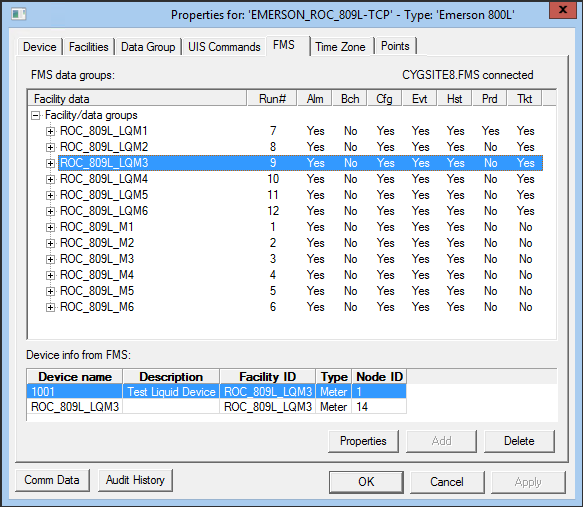 Properties for: 'EMERSON_ROC_809L-TCP' - Type: 'Emerson 800L'
Device Facilities Data Group UIS Commands FMS Time Zone Points
FMS data groups: CYGSITE8.FMS connected
Facility data Run# Alm Bch Cfg Evt Hst Prd Tkt
Facility/data groups
ROC_809L_LQM1 7 Yes No Yes Yes Yes Yes Yes
ROC_809L_LQM2 8 Yes No Yes Yes Yes No Yes
ROC_809L_LQM3 9 Yes No Yes Yes Yes No Yes
ROC_809L_LQM4 10 Yes No Yes Yes Yes No Yes
ROC_809L_LQM5 11 Yes No Yes Yes Yes No Yes
ROC_809L_LQM6 12 Yes No Yes Yes Yes No Yes
ROC_809L_M1 1 Yes No Yes Yes Yes No No
ROC_809L_M2 2 Yes No Yes Yes Yes No No
ROC_809L_M3 3 Yes No Yes Yes Yes No No
ROC_809L_M4 4 Yes No Yes Yes Yes No No
ROC_809L_M5 5 Yes No Yes Yes Yes No No
ROC_809L_M6 6 Yes No Yes Yes Yes No No
Device info from FMS:
Device name Description Facility ID Type Node ID
1001 Test Liquid Device ROC_809L_LQM3 Meter 1
ROC_809L_LQM3 ROC_809L_LQM3 Meter 14
Properties Add Delete
Comm Data Audit History OK Cancel Apply